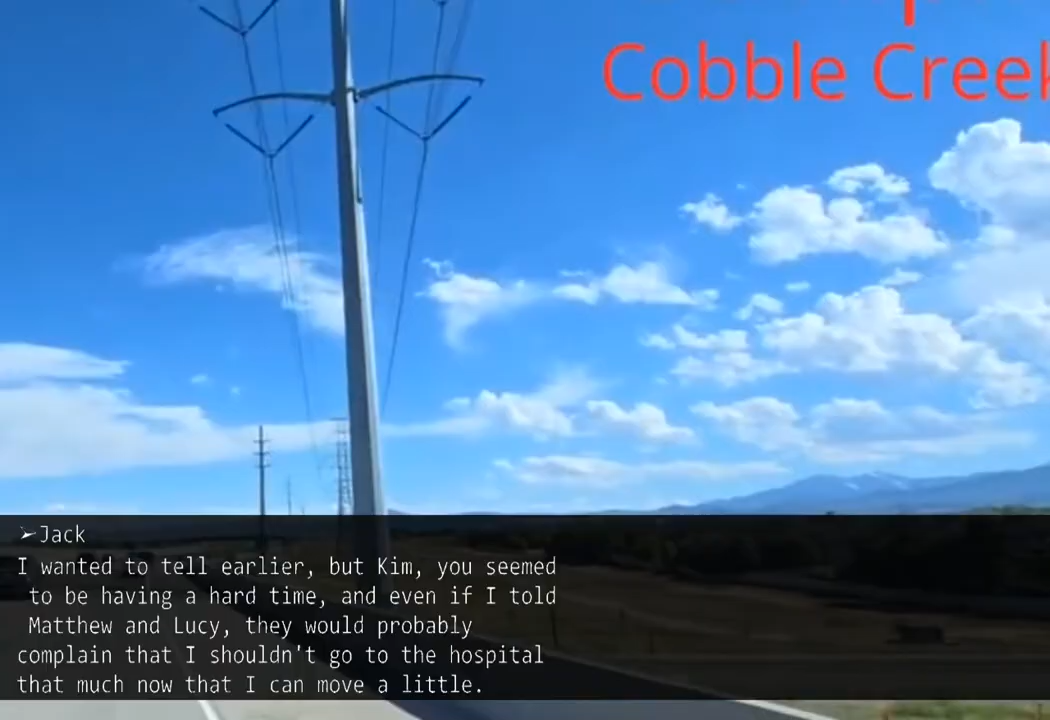 Cobble Creek
➢Jack
I wanted to tell earlier, but Kim, you seemed
to be having a hard time, and even if I told
Matthew and Lucy, they would probably
complain that I shouldn't go to the hospital
that much now that I can move a little.